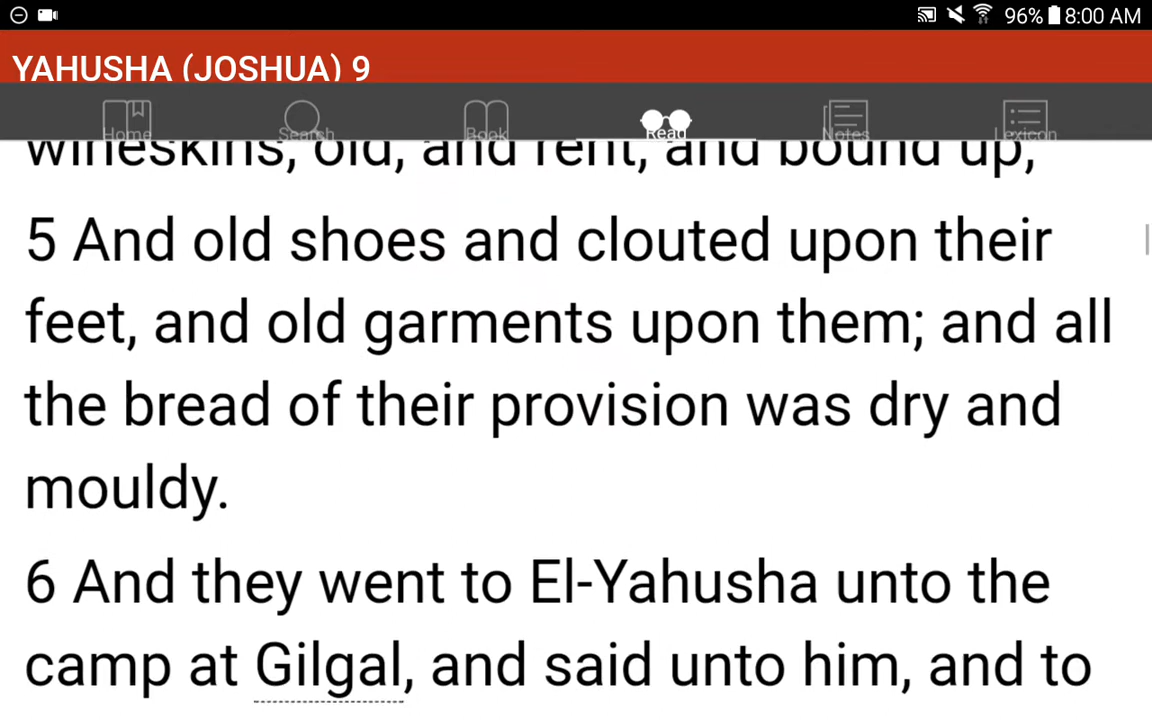 96% 8:00 AM
YAHUSHA (JOSHUA) 9
Home Search Book Read Notes Lexicon
wineskins, old, and rent, and bound up,
5 And old shoes and clouted upon their
feet, and old garments upon them; and all
the bread of their provision was dry and
mouldy.
6 And they went to El-Yahusha unto the
camp at Gilgal, and said unto him, and to